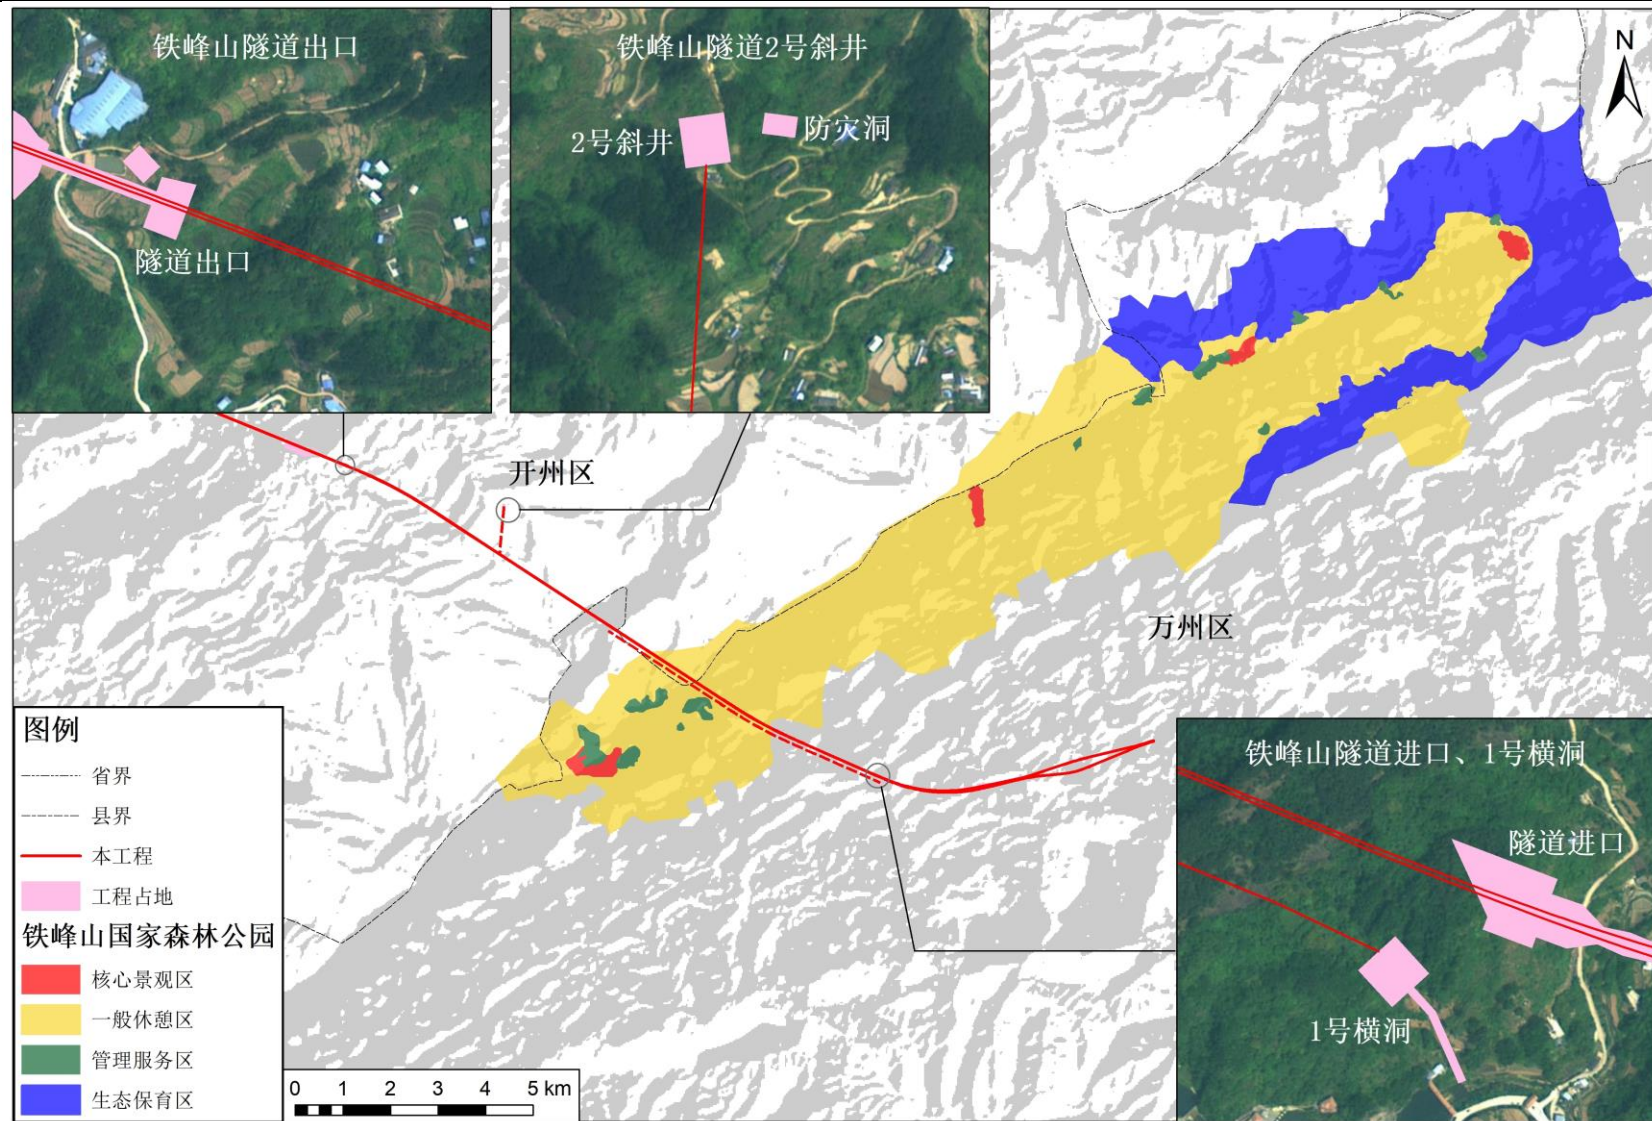 铁峰山隧道出口
隧道出口
铁峰山隧道2号斜井
2号斜井
防灾洞
N
开州区
万州区
铁峰山隧道进口、1号横洞
隧道进口
1号横洞
图例
省界
县界
本工程
工程占地
铁峰山国家森林公园
核心景观区
一般休憩区
管理服务区
生态保育区
0 1 2 3 4 5 km